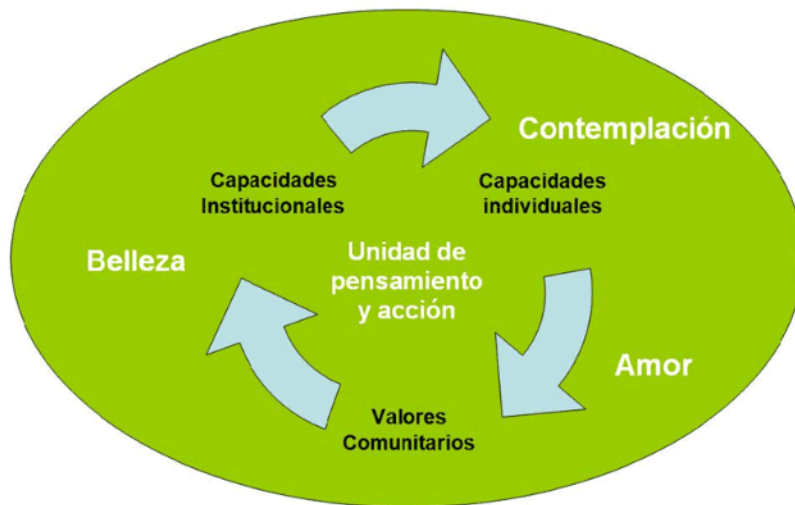 Contemplación
Capacidades
Institucionales
Capacidades
individuales
Belleza
Unidad de
pensamiento
y acción
Amor
Valores
Comunitarios